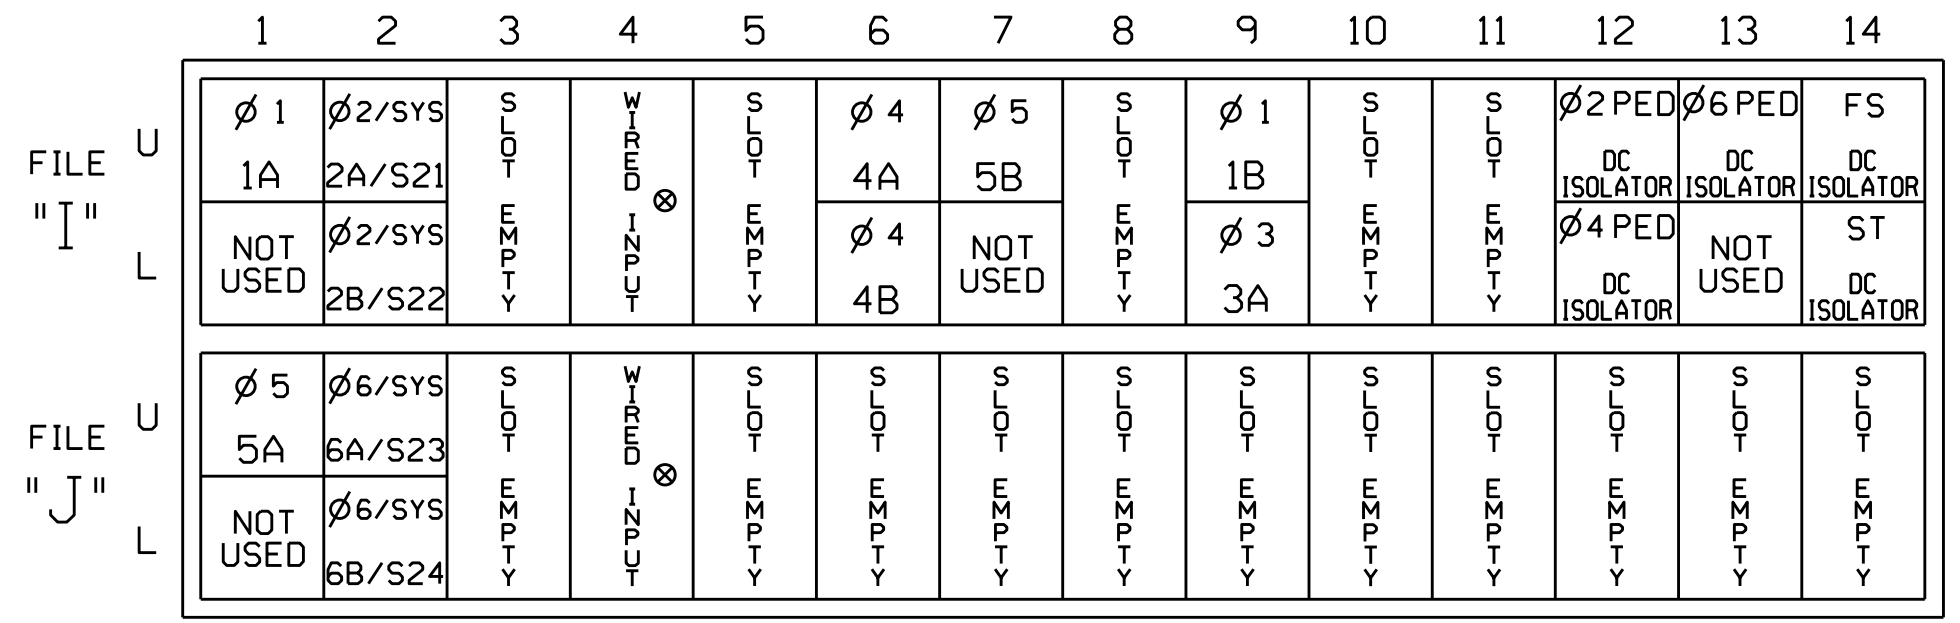 1 2 3 4 5 6 7 8 9 10 11 12 13 14
FILE
"I"
U
L
Ø 1
1A
NOT
USED
Ø2/SYS
2A/S21
Ø2/SYS
2B/S22
SLOT EMPTY
WIRED INPUT
⊗
SLOT EMPTY
Ø 4
4A
Ø 4
4B
Ø 5
5B
NOT
USED
SLOT EMPTY
Ø 1
1B
Ø 3
3A
SLOT EMPTY
SLOT EMPTY
Ø2 PED
DC
ISOLATOR
Ø4 PED
DC
ISOLATOR
Ø6 PED
DC
ISOLATOR
NOT
USED
FS
DC
ISOLATOR
ST
DC
ISOLATOR
FILE
"J"
U
L
Ø 5
5A
NOT
USED
Ø6/SYS
6A/S23
Ø6/SYS
6B/S24
SLOT EMPTY
WIRED INPUT
⊗
SLOT EMPTY
SLOT EMPTY
SLOT EMPTY
SLOT EMPTY
SLOT EMPTY
SLOT EMPTY
SLOT EMPTY
SLOT EMPTY
SLOT EMPTY
SLOT EMPTY